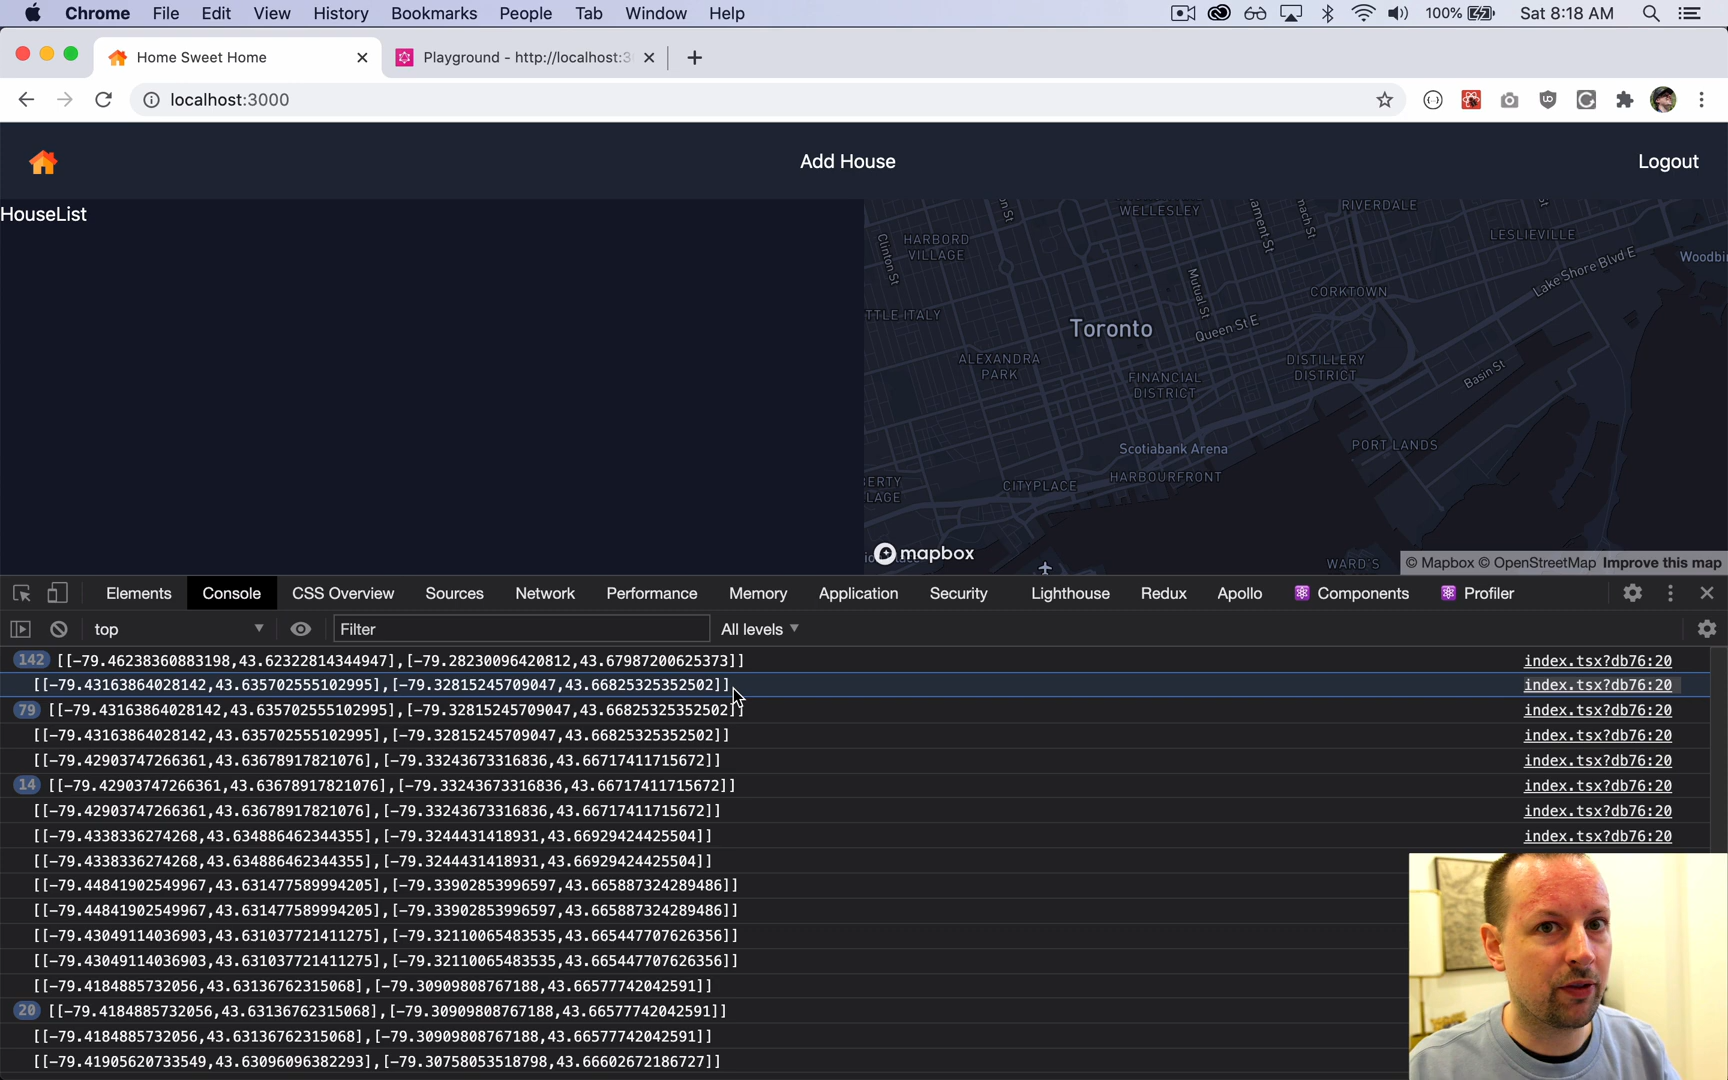 Chrome File Edit View History Bookmarks People Tab Window Help 100% Sat 8:18 AM
Home Sweet Home
Playground - http://localhost:3
localhost:3000
Add House
Logout
HouseList
WELLESLEY
RIVERDALE
LESLIEVILLE
HARBORD
VILLAGE
Clinton St
ament St
Mutual St
Lake Shore Blvd E
Woodbi
CORKTOWN
TTLE ITALY
Toronto
Queen St E
ALEXANDRA
PARK
FINANCIAL
DISTRICT
DISTILLERY
DISTRICT
Basin St
Scotiabank Arena
PORT LANDS
HARBOURFRONT
CITYPLACE
ERTY
LAGE
WARD'S
mapbox
© Mapbox © OpenStreetMap Improve this map
Elements Console CSS Overview Sources Network Performance Memory Application Security Lighthouse Redux Apollo Components Profiler
top Filter All levels
142 [[-79.46238360883198,43.62322814344947],[-79.28230096420812,43.67987200625373]] index.tsx?db76:20
[[-79.43163864028142,43.635702555102995],[-79.32815245709047,43.66825325352502]] index.tsx?db76:20
79 [[-79.43163864028142,43.635702555102995],[-79.32815245709047,43.66825325352502]] index.tsx?db76:20
[[-79.43163864028142,43.635702555102995],[-79.32815245709047,43.66825325352502]] index.tsx?db76:20
[[-79.42903747266361,43.63678917821076],[-79.33243673316836,43.66717411715672]] index.tsx?db76:20
14 [[-79.42903747266361,43.63678917821076],[-79.33243673316836,43.66717411715672]] index.tsx?db76:20
[[-79.42903747266361,43.63678917821076],[-79.33243673316836,43.66717411715672]] index.tsx?db76:20
[[-79.4338336274268,43.634886462344355],[-79.3244431418931,43.66929424425504]] index.tsx?db76:20
[[-79.4338336274268,43.634886462344355],[-79.3244431418931,43.66929424425504]]
[[-79.44841902549967,43.631477589994205],[-79.33902853996597,43.665887324289486]]
[[-79.44841902549967,43.631477589994205],[-79.33902853996597,43.665887324289486]]
[[-79.43049114036903,43.631037721411275],[-79.32110065483535,43.665447707626356]]
[[-79.43049114036903,43.631037721411275],[-79.32110065483535,43.665447707626356]]
[[-79.4184885732056,43.63136762315068],[-79.30909808767188,43.66577742042591]]
20 [[-79.4184885732056,43.63136762315068],[-79.30909808767188,43.66577742042591]]
[[-79.4184885732056,43.63136762315068],[-79.30909808767188,43.66577742042591]]
[[-79.41905620733549,43.63096096382293],[-79.30758053518798,43.66602672186727]]